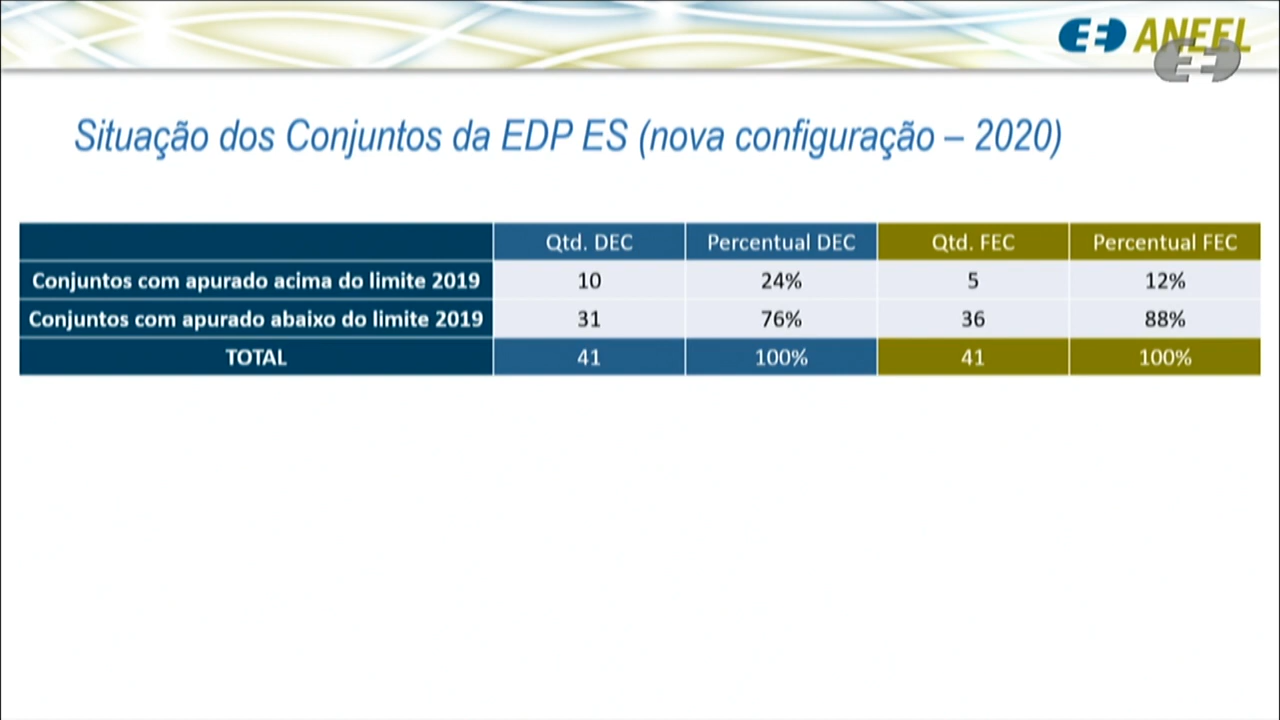 ANEEL
Situação dos Conjuntos da EDP ES (nova configuração – 2020)
Qtd. DEC Percentual DEC Qtd. FEC Percentual FEC
Conjuntos com apurado acima do limite 2019 10 24% 5 12%
Conjuntos com apurado abaixo do limite 2019 31 76% 36 88%
TOTAL 41 100% 41 100%